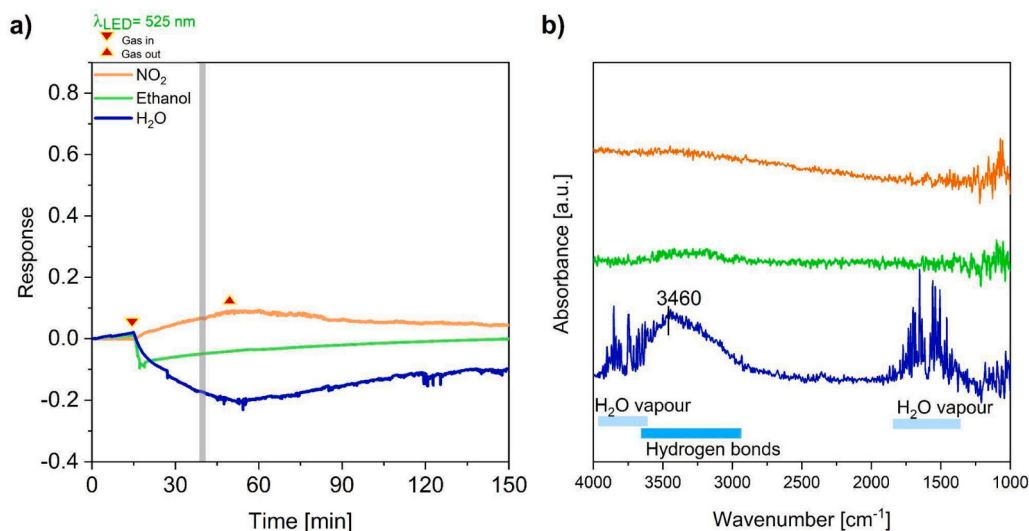 a)
λLED= 525 nm
Gas in
Gas out
NO₂
Ethanol
H₂O
0.8
0.6
0.4
0.2
0.0
-0.2
-0.4
Response
0 30 60 90 120 150
Time [min]
b)
Absorbance [a.u.]
3460
H₂O vapour
H₂O vapour
Hydrogen bonds
4000 3500 3000 2500 2000 1500 1000
Wavenumber [cm⁻¹]